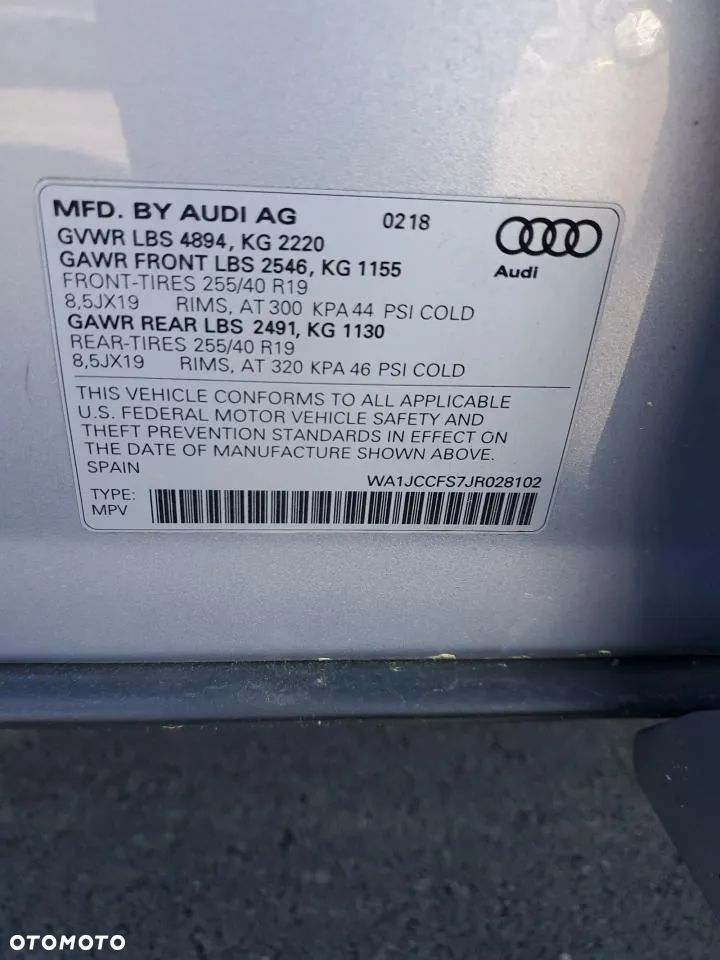 MFD. BY AUDI AG 0218
GVWR LBS 4894, KG 2220
Audi
GAWR FRONT LBS 2546, KG 1155
FRONT-TIRES 255/40 R19
8,5JX19 RIMS, AT 300 KPA 44 PSI COLD
GAWR REAR LBS 2491, KG 1130
REAR-TIRES 255/40 R19
8,5JX19 RIMS, AT 320 KPA 46 PSI COLD
THIS VEHICLE CONFORMS TO ALL APPLICABLE
U.S. FEDERAL MOTOR VEHICLE SAFETY AND
THEFT PREVENTION STANDARDS IN EFFECT ON
THE DATE OF MANUFACTURE SHOWN ABOVE.
SPAIN WA1JCCFS7JR028102
TYPE:
MPV
OTOMOTO